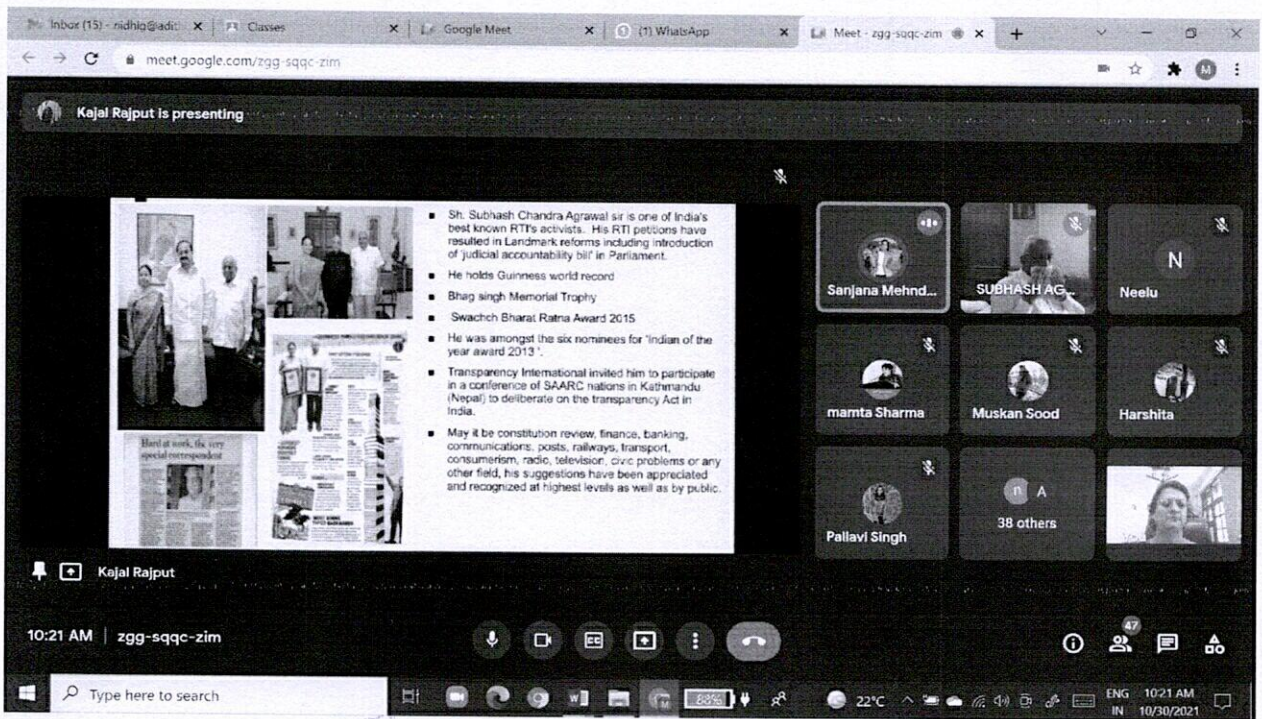 Inbox (15) - nidhig@adit
Classes
Google Meet
(1) WhatsApp
Meet - zgg-sqqc-zim
meet.google.com/zgg-sqqc-zim
M
Kajal Rajput is presenting
Sh. Subhash Chandra Agrawal sir is one of India's
best known RTI's activists. His RTI petitions have
resulted in Landmark reforms including introduction
of 'judicial accountability bill' in Parliament.
He holds Guinness world record
Bhag singh Memorial Trophy
Swachch Bharat Ratna Award 2015
He was amongst the six nominees for 'Indian of the
year award 2013 '.
Transparency International invited him to participate
in a conference of SAARC nations in Kathmandu
(Nepal) to deliberate on the transparency Act in
India.
May it be constitution review, finance, banking,
communications, posts, railways, transport,
consumerism, radio, television, civic problems or any
other field, his suggestions have been appreciated
and recognized at highest levels as well as by public.
Hard at work, the very
special correspondent
Sanjana Mehnd...
SUBHASH AG...
N
Neelu
mamta Sharma
Muskan Sood
Harshita
Pallavi Singh
n A
38 others
Kajal Rajput
10:21 AM | zgg-sqqc-zim
CC
47
Type here to search
88%
22°C
ENG
IN
10:21 AM
10/30/2021